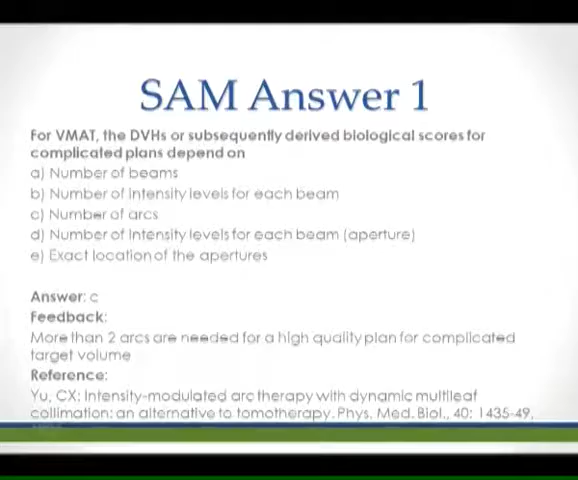 SAM Answer 1
For VMAT, the DVHs or subsequently derived biological scores for
complicated plans depend on
a) Number of beams
b) Number of intensity levels for each beam
c) Number of arcs
d) Number of intensity levels for each beam (aperture)
e) Exact location of the apertures
Answer: c
Feedback:
More than 2 arcs are needed for a high quality plan for complicated
target volume
Reference:
Yu, CX: Intensity-modulated arc therapy with dynamic multileaf
collimation: an alternative to tomotherapy. Phys. Med. Biol., 40: 1435-49,